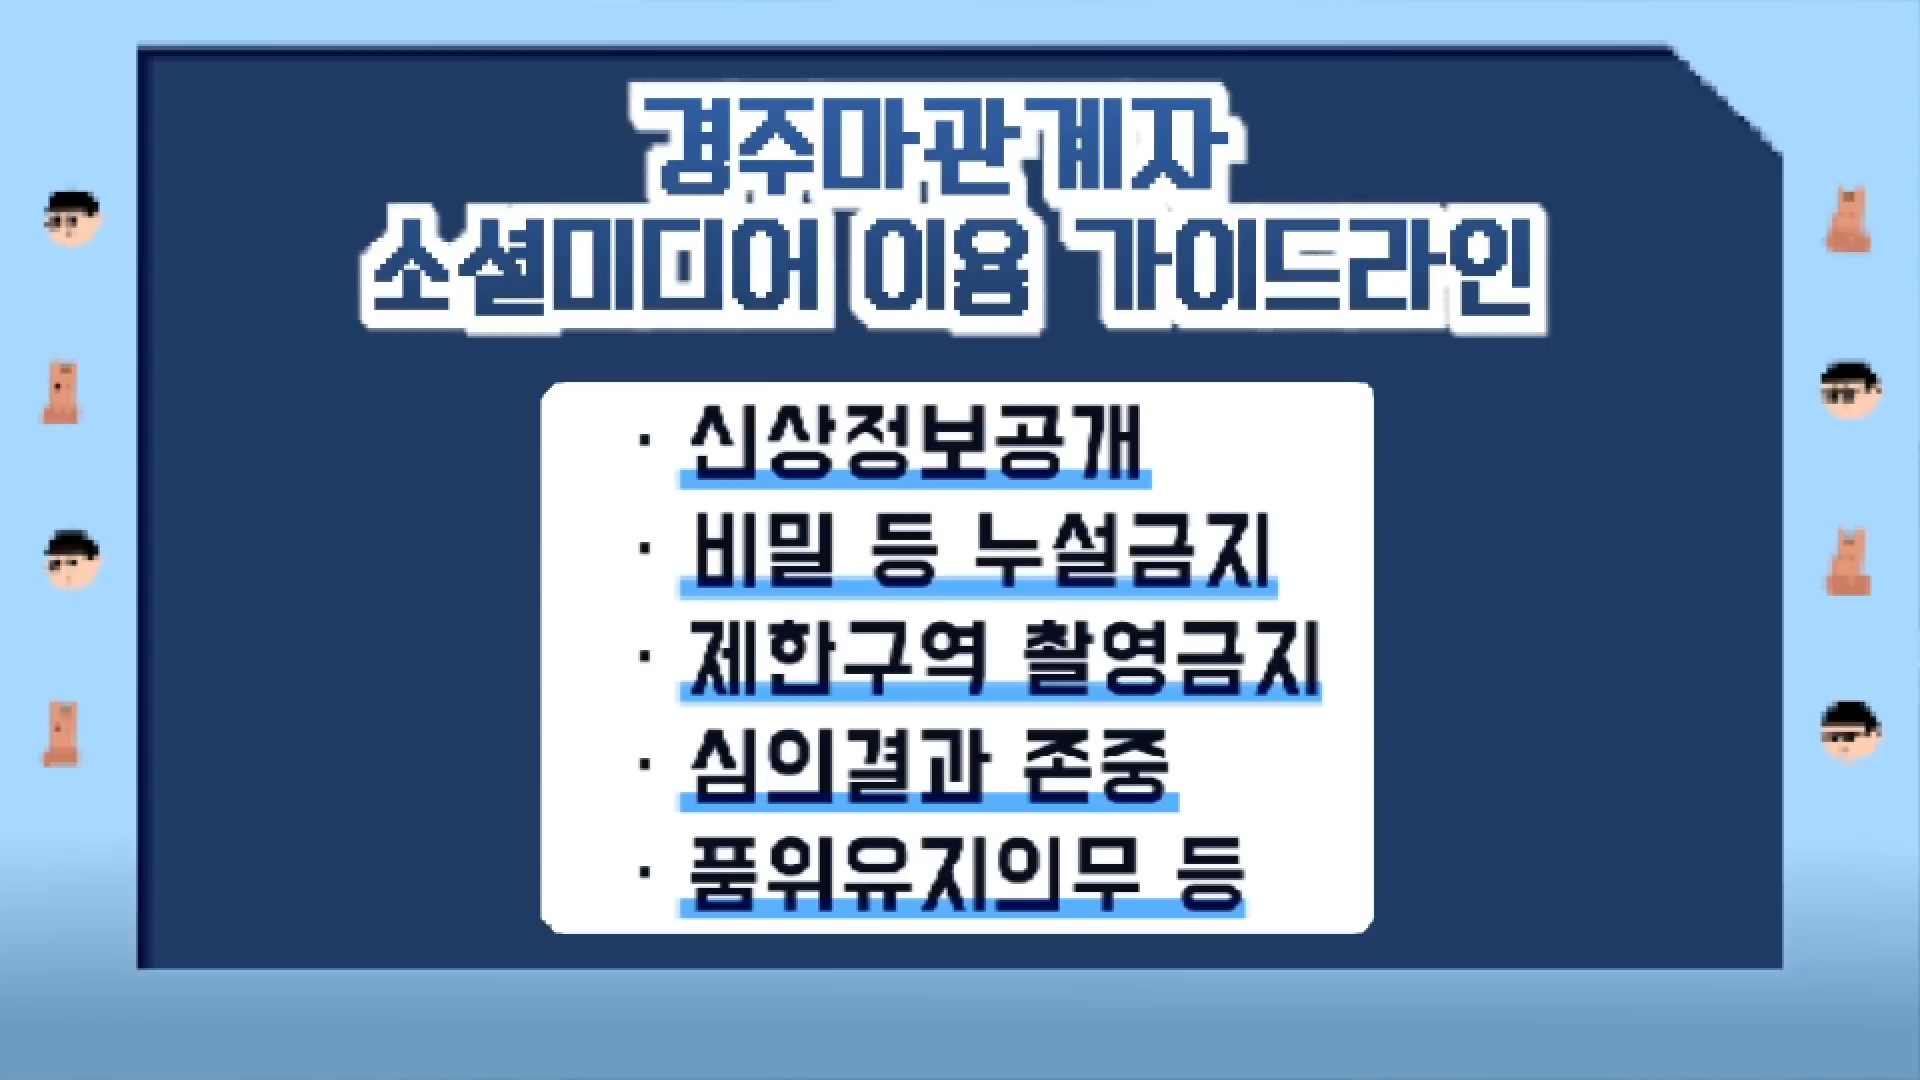 경주마관계자
소셜미디어 이용 가이드라인
· 신상정보공개
· 비밀 등 누설금지
· 제한구역 촬영금지
· 심의결과 존중
· 품위유지의무 등